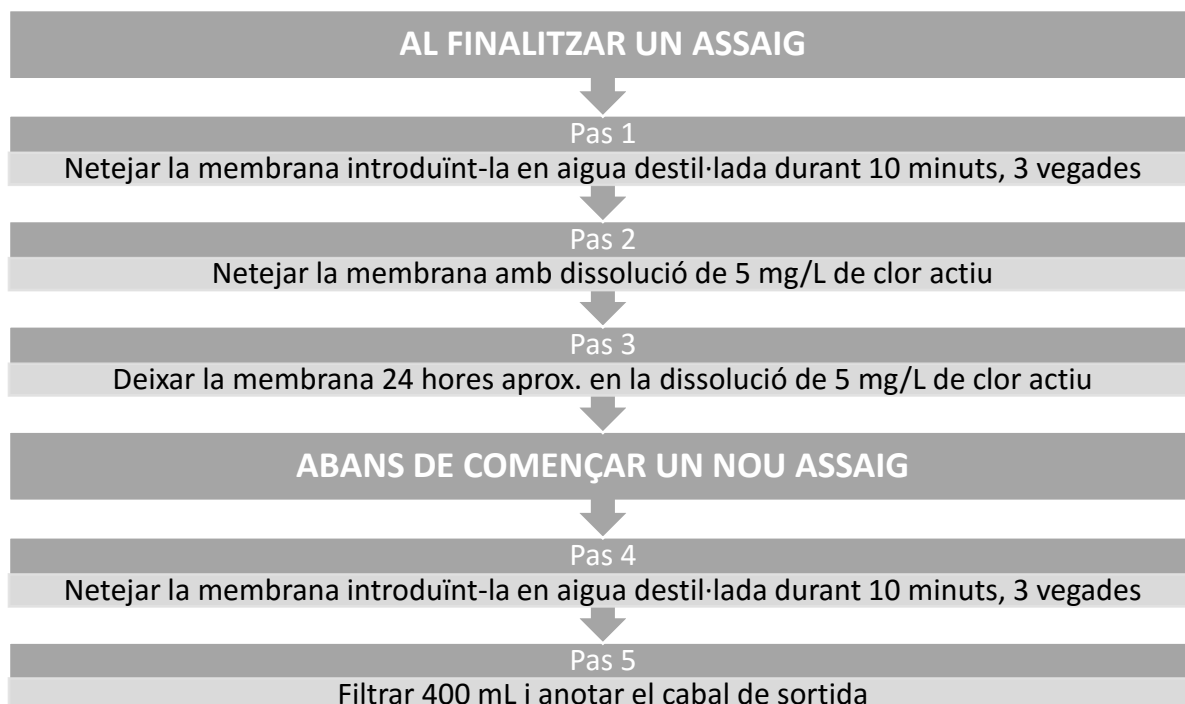 AL FINALITZAR UN ASSAIG
Pas 1
Netejar la membrana introduïnt-la en aigua destil·lada durant 10 minuts, 3 vegades
Pas 2
Netejar la membrana amb dissolució de 5 mg/L de clor actiu
Pas 3
Deixar la membrana 24 hores aprox. en la dissolució de 5 mg/L de clor actiu
ABANS DE COMENÇAR UN NOU ASSAIG
Pas 4
Netejar la membrana introduïnt-la en aigua destil·lada durant 10 minuts, 3 vegades
Pas 5
Filtrar 400 mL i anotar el cabal de sortida